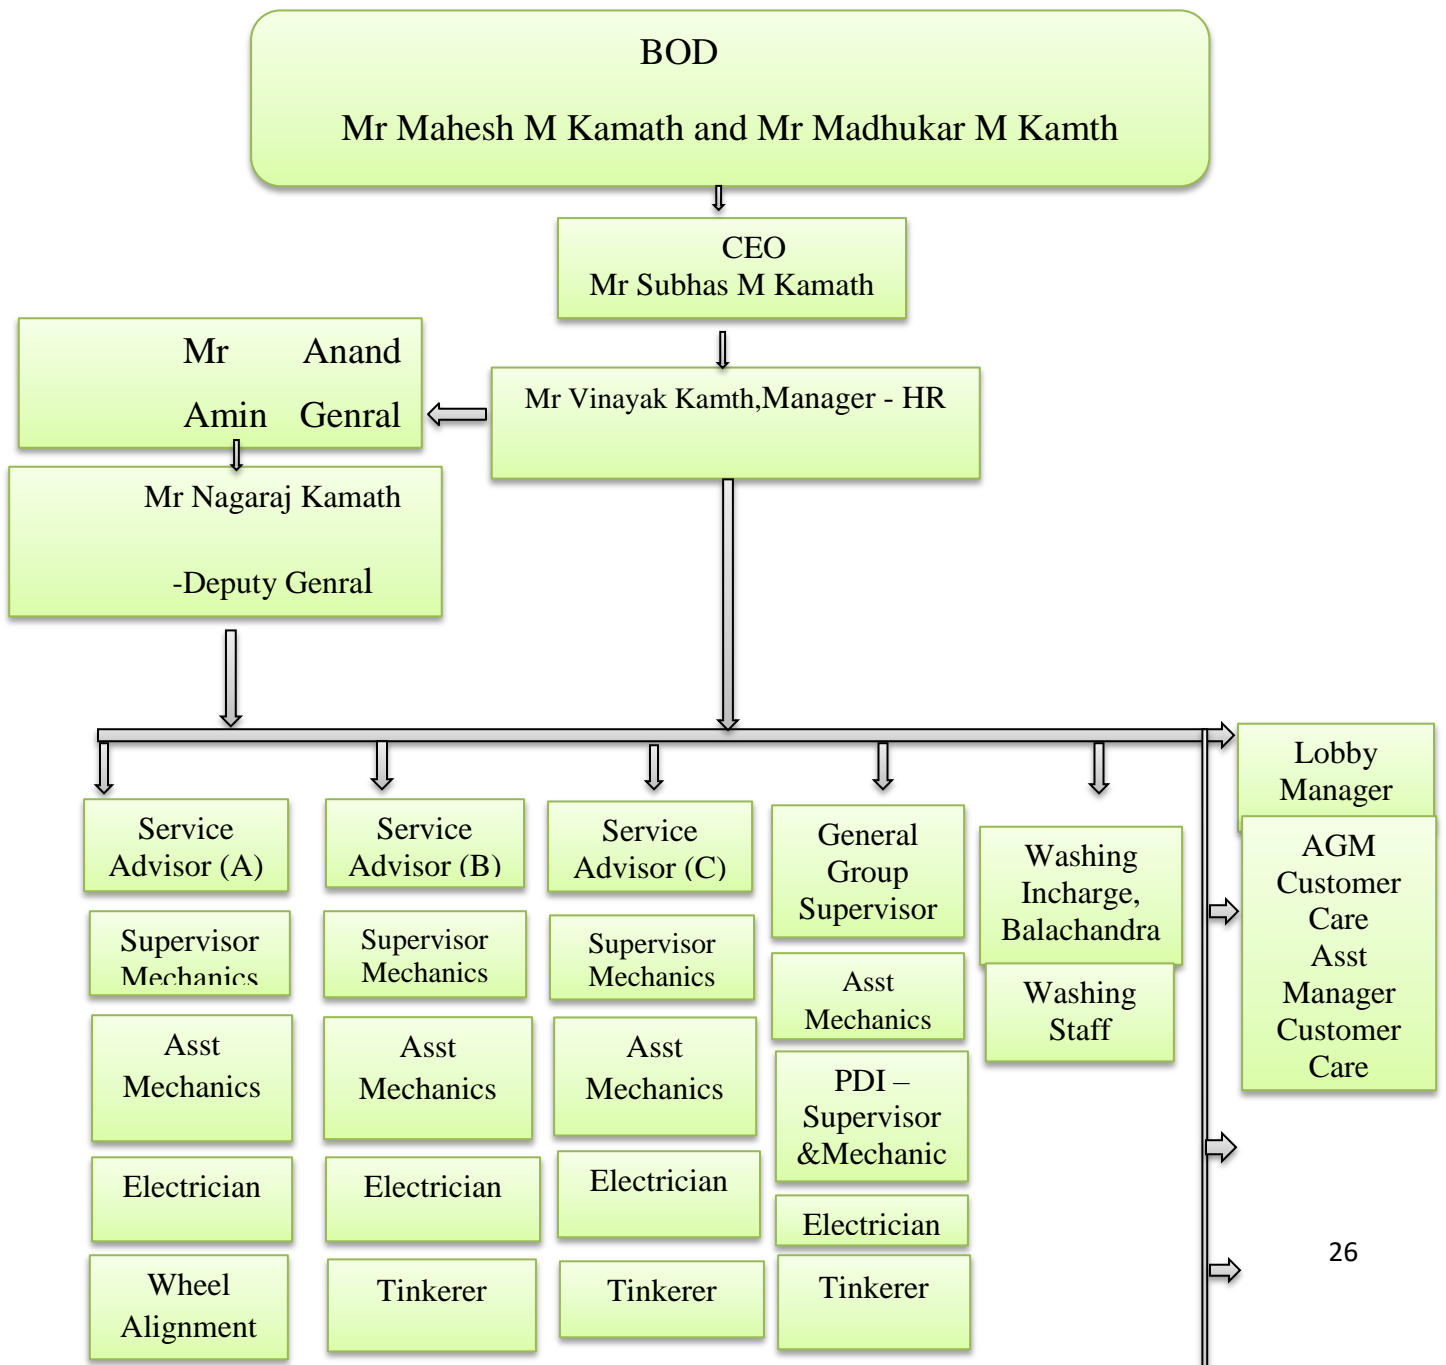 BOD
Mr Mahesh M Kamath and Mr Madhukar M Kamth
CEO
Mr Subhas M Kamath
Mr Anand
Amin Genral
Mr Vinayak Kamth,Manager - HR
Mr Nagaraj Kamath
-Deputy Genral
Lobby
Manager
Service
Advisor (A)
Service
Advisor (B)
Service
Advisor (C)
General
Group
Supervisor
Washing
Incharge,
Balachandra
AGM
Customer
Care
Asst
Manager
Customer
Care
Supervisor
Mechanics
Supervisor
Mechanics
Supervisor
Mechanics
Asst
Mechanics
Washing
Staff
Asst
Mechanics
Asst
Mechanics
Asst
Mechanics
PDI –
Supervisor
&Mechanic
Electrician
Electrician
Electrician
Electrician
Wheel
Alignment
Tinkerer
Tinkerer
Tinkerer
26